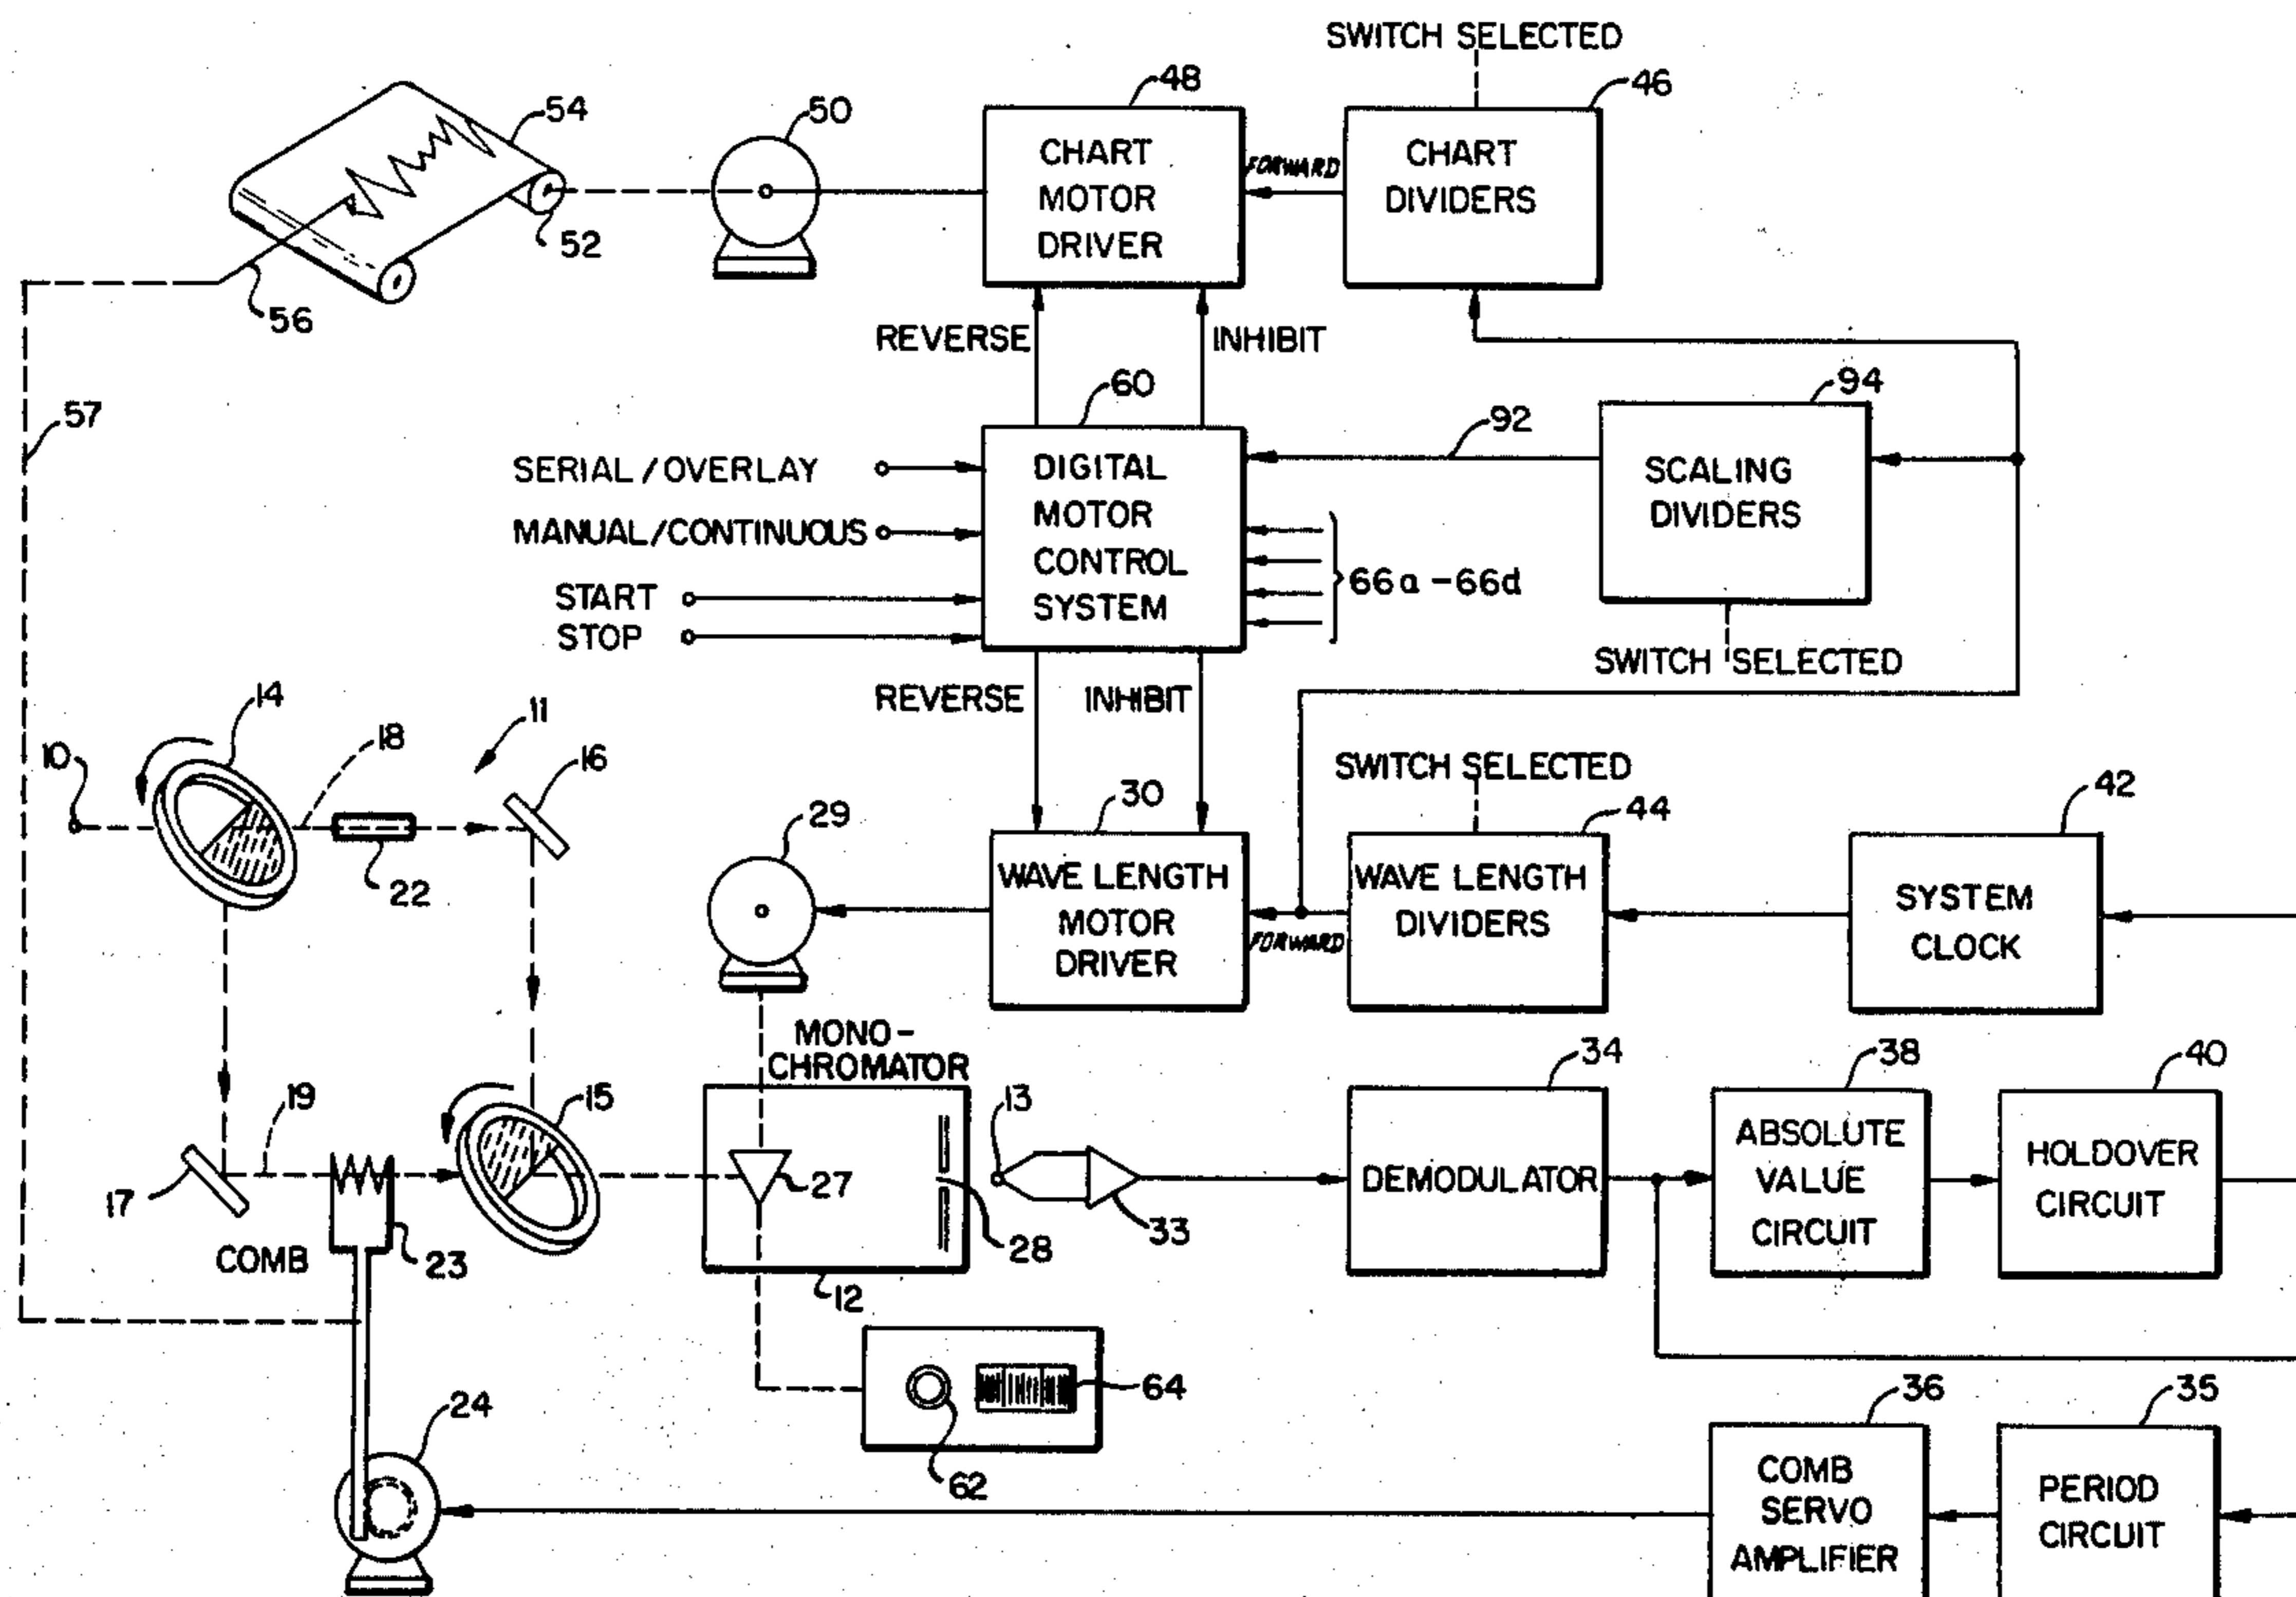 SWITCH SELECTED
48
46
54
50
CHART
MOTOR
DRIVER
FORWARD
CHART
DIVIDERS
52
56
REVERSE
INHIBIT
60
94
57
92
SERIAL / OVERLAY
MANUAL/CONTINUOUS
START
STOP
DIGITAL
MOTOR
CONTROL
SYSTEM
66a - 66d
SCALING
DIVIDERS
SWITCH SELECTED
REVERSE
INHIBIT
14
11
10
18
16
22
29
30
SWITCH SELECTED
44
42
WAVE LENGTH
MOTOR
DRIVER
FORWARD
WAVE LENGTH
DIVIDERS
SYSTEM
CLOCK
MONO-
CHROMATOR
34
38
40
19
15
13
17
27
DEMODULATOR
ABSOLUTE
VALUE
CIRCUIT
HOLDOVER
CIRCUIT
COMB
23
28
33
12
64
62
24
36
35
COMB
SERVO
AMPLIFIER
PERIOD
CIRCUIT